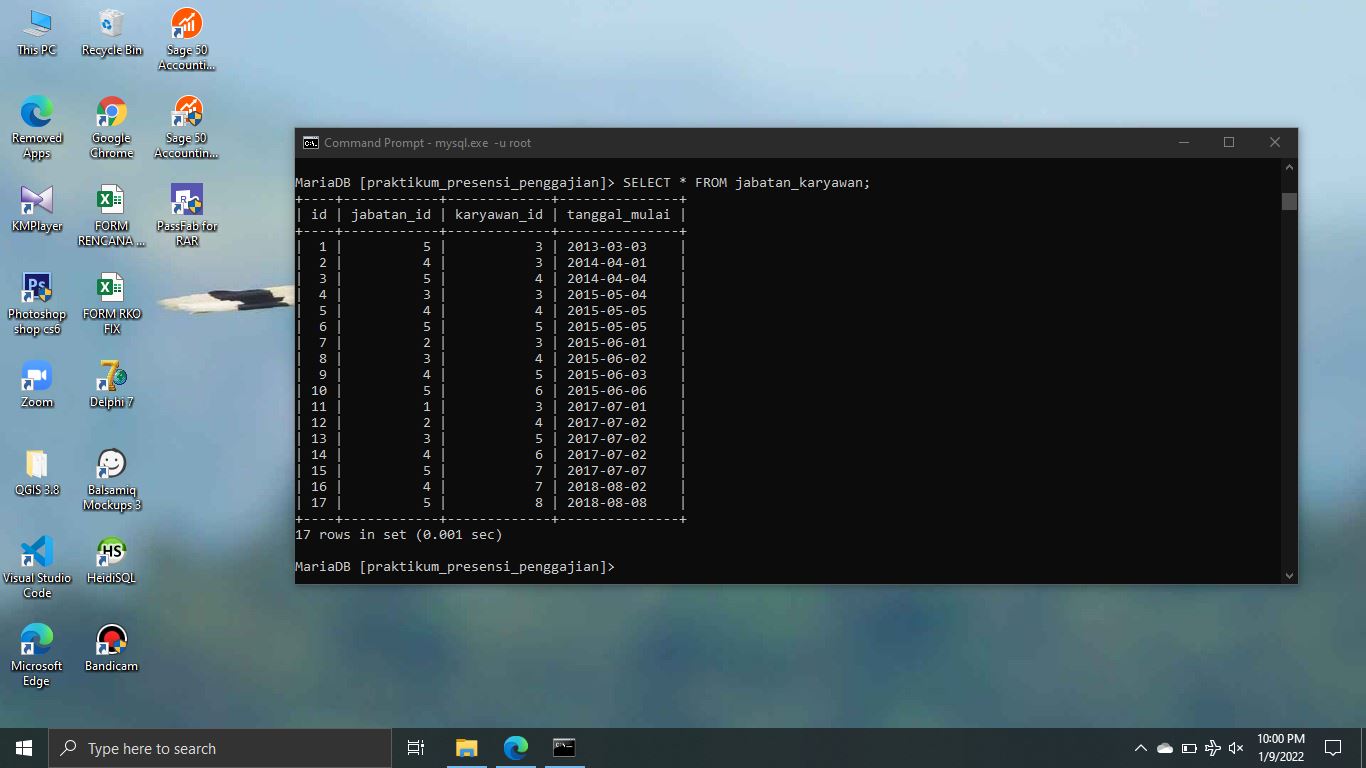 This PC
Recycle Bin
Sage 50
Accounti...
Removed
Apps
Google
Chrome
Sage 50
Accountin...
KMPlayer
FORM
RENCANA ...
PassFab for
RAR
Photoshop
shop cs6
FORM RKO
FIX
Zoom
Delphi 7
QGIS 3.8
Balsamiq
Mockups 3
Visual Studio
Code
HeidiSQL
Microsoft
Edge
Bandicam
Command Prompt - mysql.exe -u root
MariaDB [praktikum_presensi_penggajian]> SELECT * FROM jabatan_karyawan;
+----+------------+-------------+---------------+
| id | jabatan_id | karyawan_id | tanggal_mulai |
+----+------------+-------------+---------------+
|  1 |          5 |           3 | 2013-03-03    |
|  2 |          4 |           3 | 2014-04-01    |
|  3 |          5 |           4 | 2014-04-04    |
|  4 |          3 |           3 | 2015-05-04    |
|  5 |          4 |           4 | 2015-05-05    |
|  6 |          5 |           5 | 2015-05-05    |
|  7 |          2 |           3 | 2015-06-01    |
|  8 |          3 |           4 | 2015-06-02    |
|  9 |          4 |           5 | 2015-06-03    |
| 10 |          5 |           6 | 2015-06-06    |
| 11 |          1 |           3 | 2017-07-01    |
| 12 |          2 |           4 | 2017-07-02    |
| 13 |          3 |           5 | 2017-07-02    |
| 14 |          4 |           6 | 2017-07-02    |
| 15 |          5 |           7 | 2017-07-07    |
| 16 |          4 |           7 | 2018-08-02    |
| 17 |          5 |           8 | 2018-08-08    |
+----+------------+-------------+---------------+
17 rows in set (0.001 sec)
MariaDB [praktikum_presensi_penggajian]>
Type here to search
10:00 PM
1/9/2022